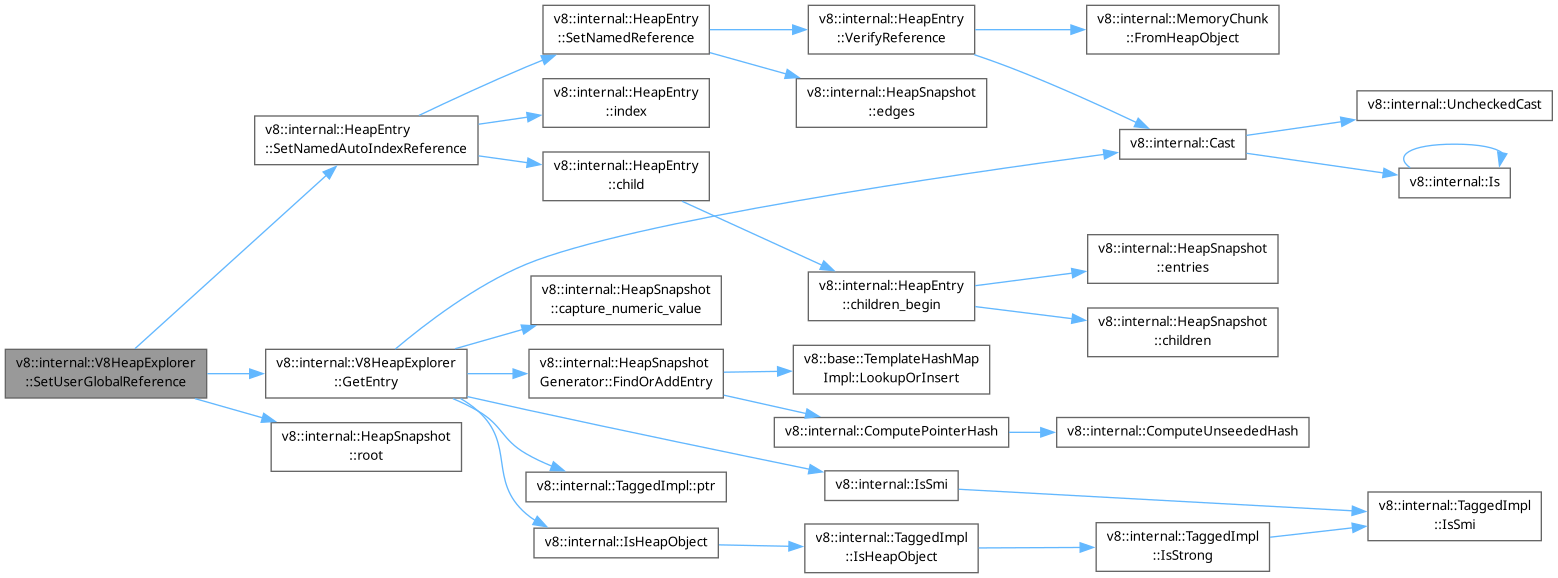 v8::internal::V8HeapExplorer
::SetUserGlobalReference
v8::internal::HeapEntry
::SetNamedAutoIndexReference
v8::internal::HeapEntry
::SetNamedReference
v8::internal::HeapEntry
::VerifyReference
v8::internal::MemoryChunk
::FromHeapObject
v8::internal::Cast
v8::internal::UncheckedCast
v8::internal::Is
v8::internal::HeapSnapshot
::edges
v8::internal::HeapEntry
::index
v8::internal::HeapEntry
::child
v8::internal::HeapEntry
::children_begin
v8::internal::HeapSnapshot
::entries
v8::internal::HeapSnapshot
::children
v8::internal::V8HeapExplorer
::GetEntry
v8::internal::HeapSnapshot
::capture_numeric_value
v8::internal::HeapSnapshot
Generator::FindOrAddEntry
v8::base::TemplateHashMap
Impl::LookupOrInsert
v8::internal::ComputePointerHash
v8::internal::ComputeUnseededHash
v8::internal::HeapSnapshot
::root
v8::internal::TaggedImpl::ptr
v8::internal::IsSmi
v8::internal::IsHeapObject
v8::internal::TaggedImpl
::IsHeapObject
v8::internal::TaggedImpl
::IsStrong
v8::internal::TaggedImpl
::IsSmi